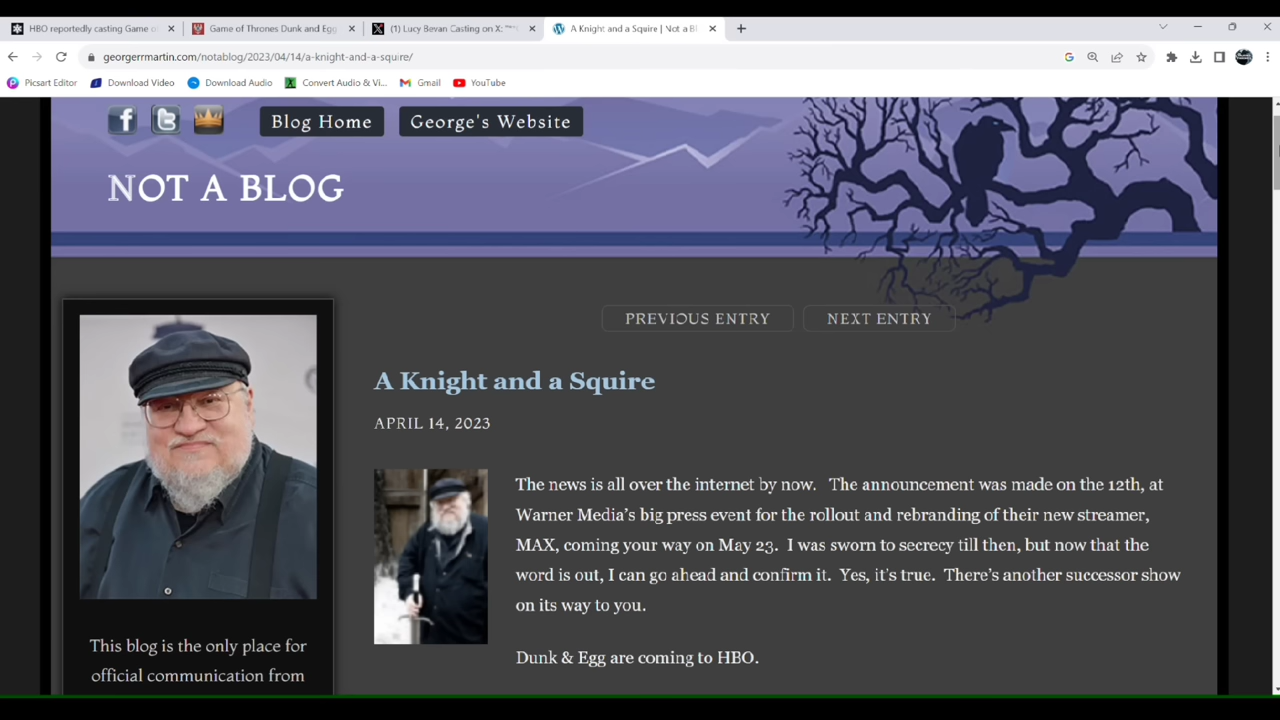 HBO reportedly casting Game o
Game of Thrones Dunk and Egg
(1) Lucy Bevan Casting on X:
A Knight and a Squire | Not a Bl
georgerrmartin.com/notablog/2023/04/14/a-knight-and-a-squire/
Picsart Editor
Download Video
Download Audio
Convert Audio & Vi...
Gmail
YouTube
Blog Home
George's Website
NOT A BLOG
PREVIOUS ENTRY
NEXT ENTRY
A Knight and a Squire
APRIL 14, 2023
The news is all over the internet by now.   The announcement was made on the 12th, at
Warner Media’s big press event for the rollout and rebranding of their new streamer,
MAX, coming your way on May 23.  I was sworn to secrecy till then, but now that the
word is out, I can go ahead and confirm it.  Yes, it’s true.  There’s another successor show
on its way to you.
Dunk & Egg are coming to HBO.
This blog is the only place for
official communication from